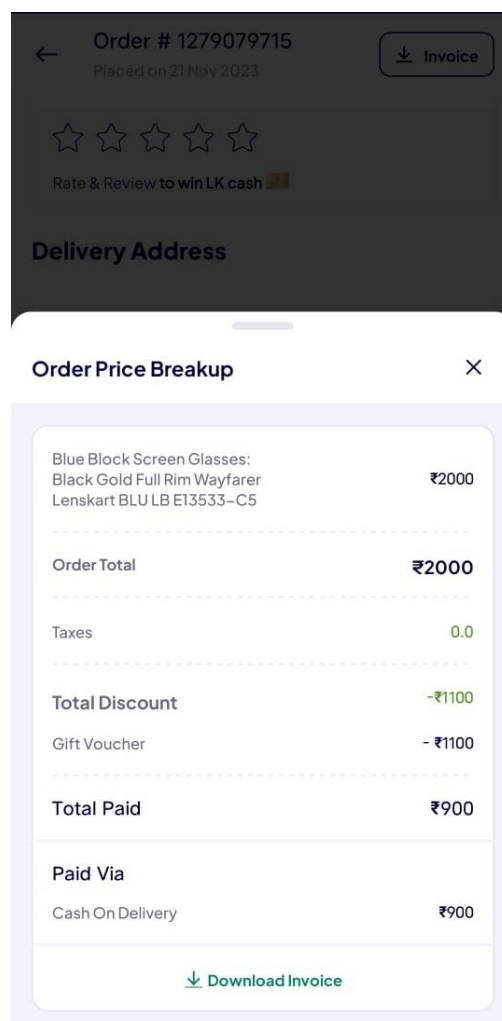 Order # 1279079715
Placed on 21 Nov 2023
Invoice
Rate & Review to win LK cash
Delivery Address
Order Price Breakup
Blue Block Screen Glasses:
Black Gold Full Rim Wayfarer
Lenskart BLU LB E13533-C5
₹2000
Order Total ₹2000
Taxes 0.0
Total Discount -₹1100
Gift Voucher - ₹1100
Total Paid ₹900
Paid Via
Cash On Delivery ₹900
Download Invoice